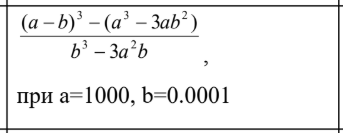 (a – b)³ – (a³ – 3ab²)
b³ – 3a²b ,
при a=1000, b=0.0001